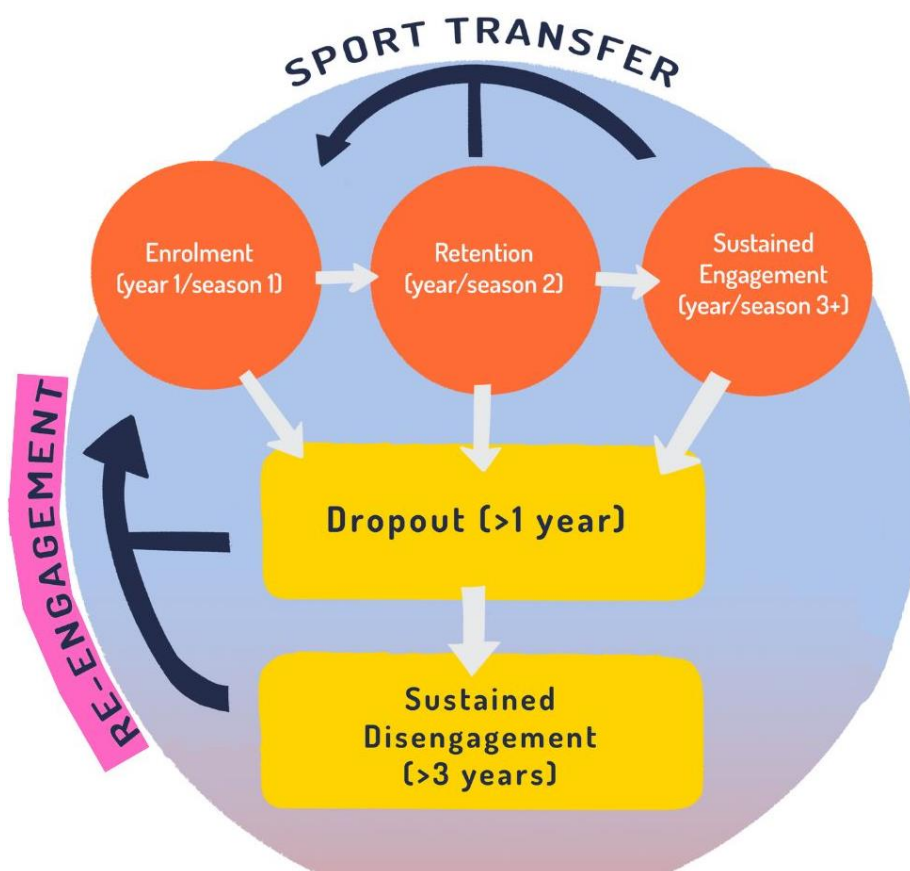 SPORT TRANSFER
Enrolment
(year 1/season 1)
Retention
(year/season 2)
Sustained
Engagement
(year/season 3+)
RE-ENGAGEMENT
Dropout (>1 year)
Sustained
Disengagement
(>3 years)